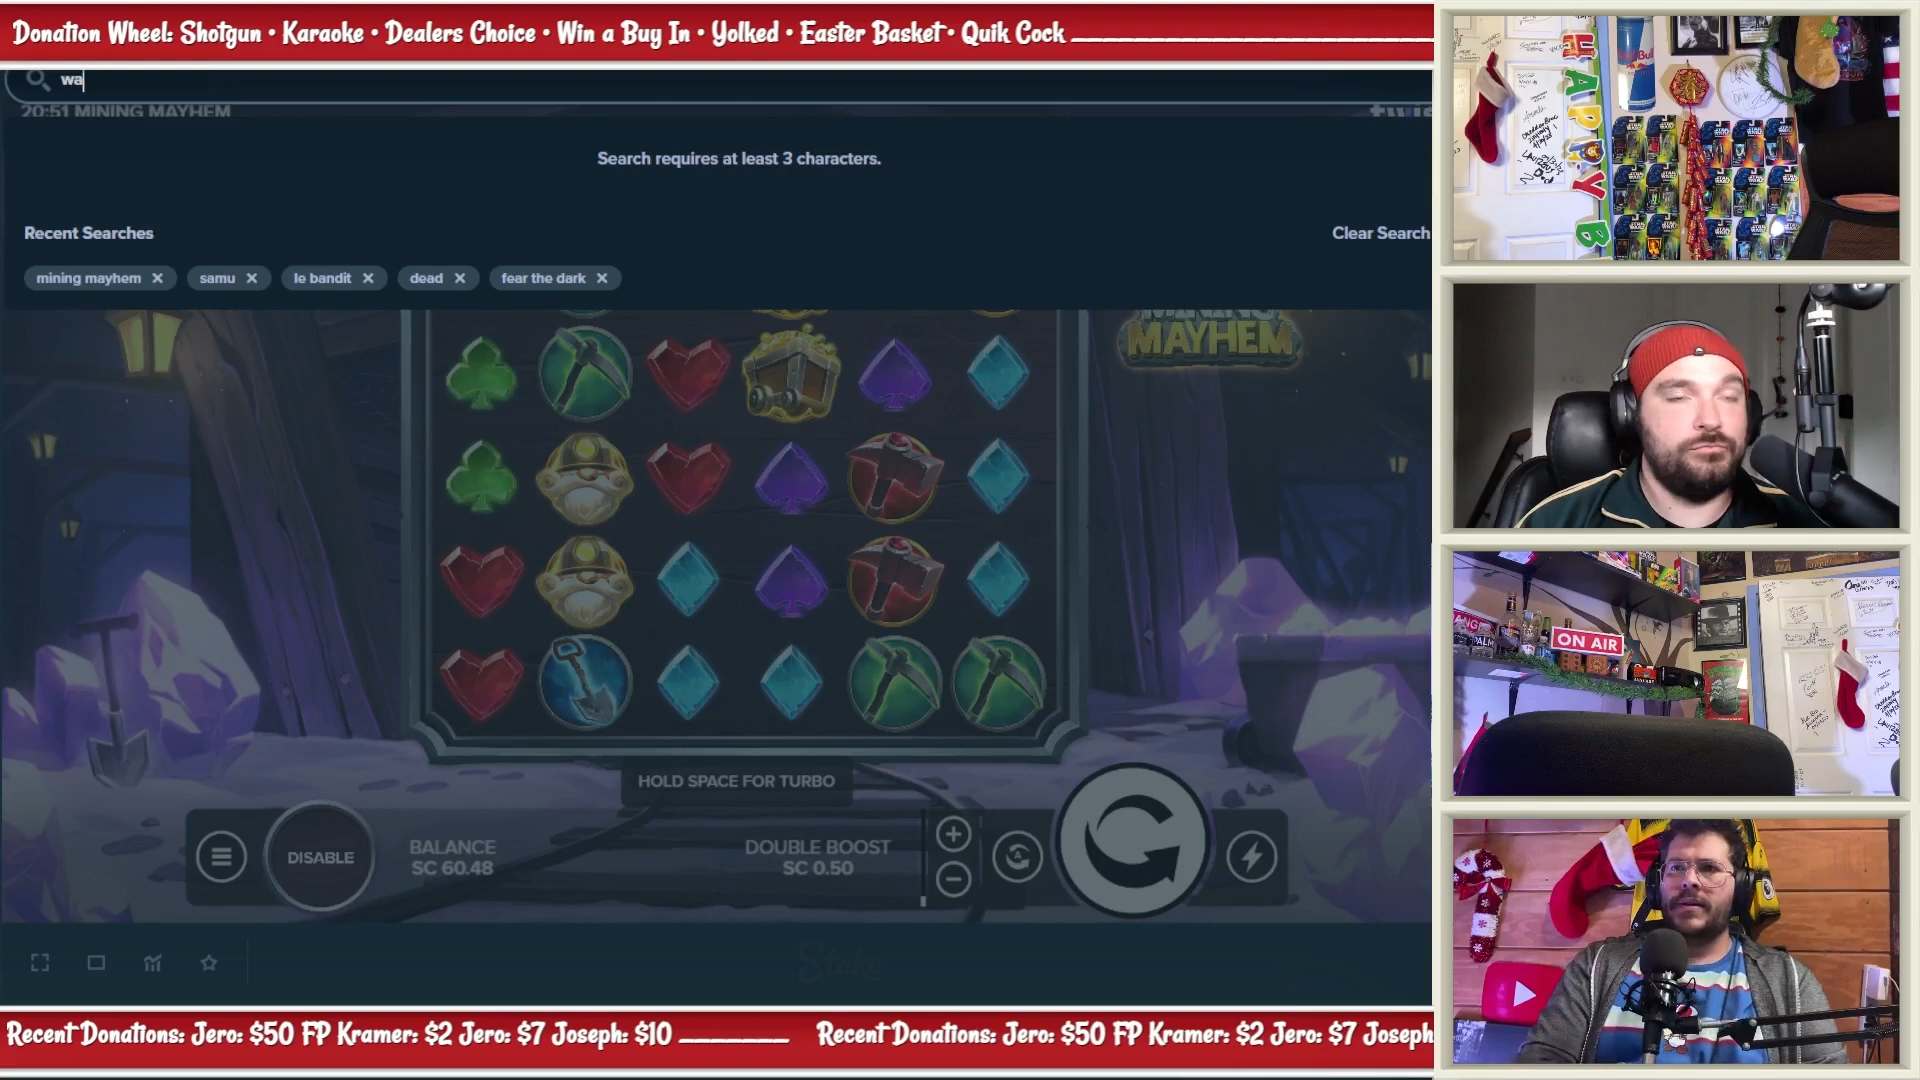 Donation Wheel: Shotgun • Karaoke • Dealers Choice • Win a Buy In • Yolked • Easter Basket • Quik Cock
wa
20:51 MINING MAYHEM
Search requires at least 3 characters.
Recent Searches
Clear Search
mining mayhem
samu
le bandit
dead
fear the dark
MINING
MAYHEM
HOLD SPACE FOR TURBO
DISABLE
BALANCE
SC 60.48
DOUBLE BOOST
SC 0.50
Stake
Recent Donations: Jero: $50 FP Kramer: $2 Jero: $7 Joseph: $10
Recent Donations: Jero: $50 FP Kramer: $2 Jero: $7 Joseph
HAPPY B
ON AIR